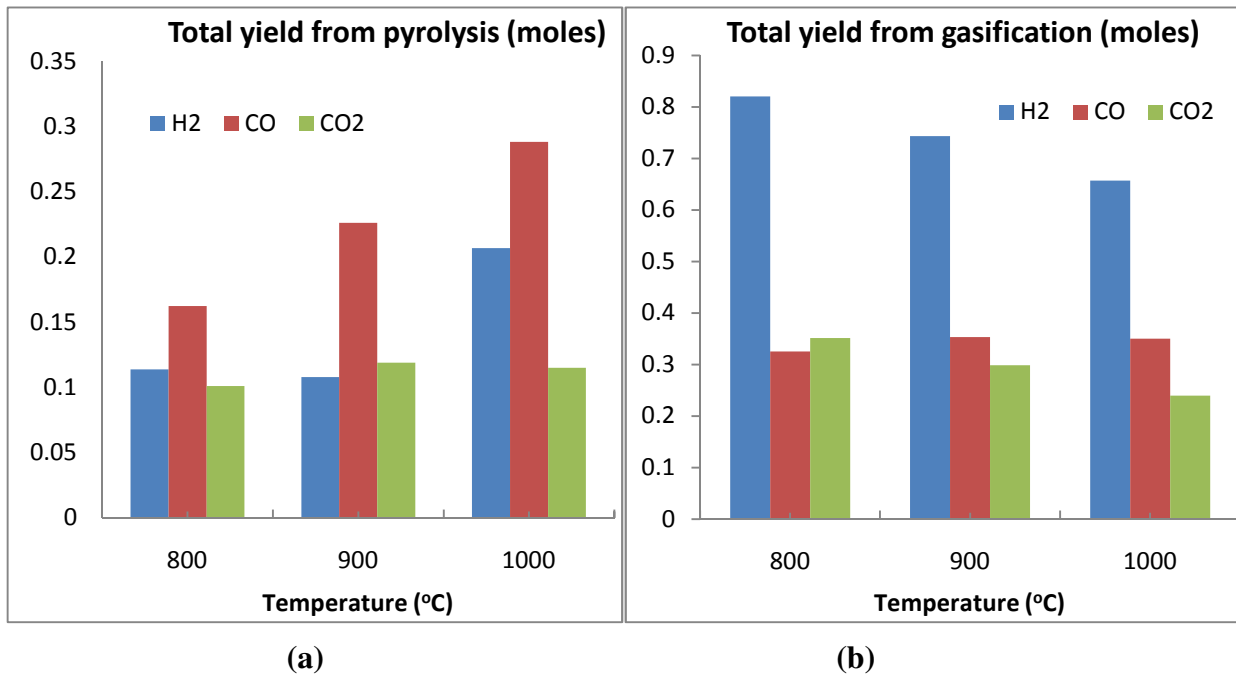 Total yield from pyrolysis (moles)
0.35
0.3
0.25
0.2
0.15
0.1
0.05
0
H2 CO CO2
800 900 1000
Temperature (ºC)
(a)
Total yield from gasification (moles)
0.9
0.8
0.7
0.6
0.5
0.4
0.3
0.2
0.1
0
H2 CO CO2
800 900 1000
Temperature (ºC)
(b)